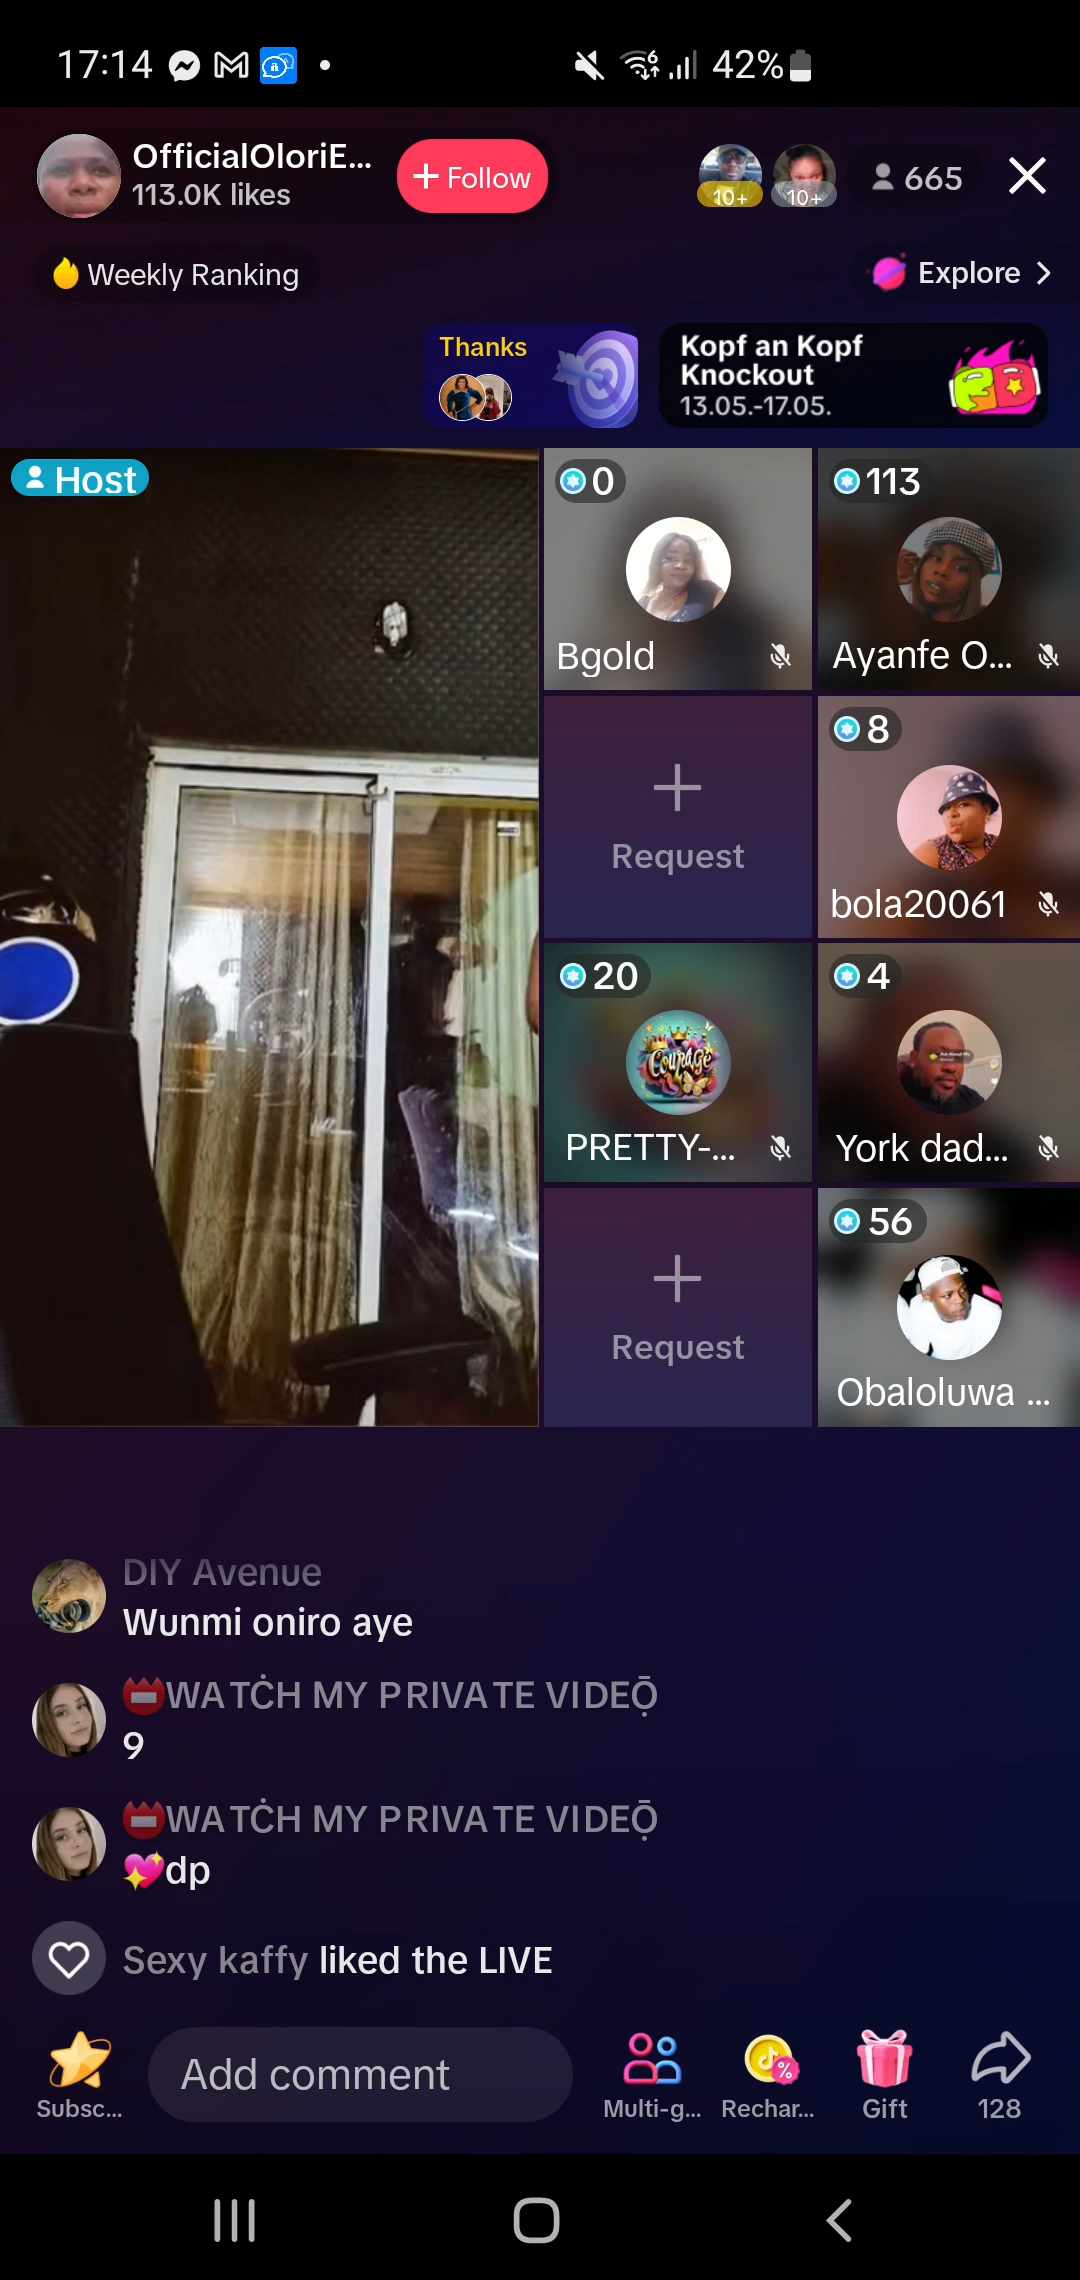 17:14
42%
OfficialOloriE...
113.0K likes
+ Follow
10+
10+
665
Weekly Ranking
Explore
Thanks
Kopf an Kopf
Knockout
13.05.-17.05.
Host
0
Bgold
113
Ayanfe O...
Request
8
bola20061
20
Courage
PRETTY-...
4
York dad...
Request
56
Obaloluwa ...
DIY Avenue
Wunmi oniro aye
WATĊH MY PRIVATE VIDEỌ̄
9
WATĊH MY PRIVATE VIDEỌ̄
💖dp
Sexy kaffy liked the LIVE
Subsc...
Add comment
Multi-g...
Rechar...
Gift
128